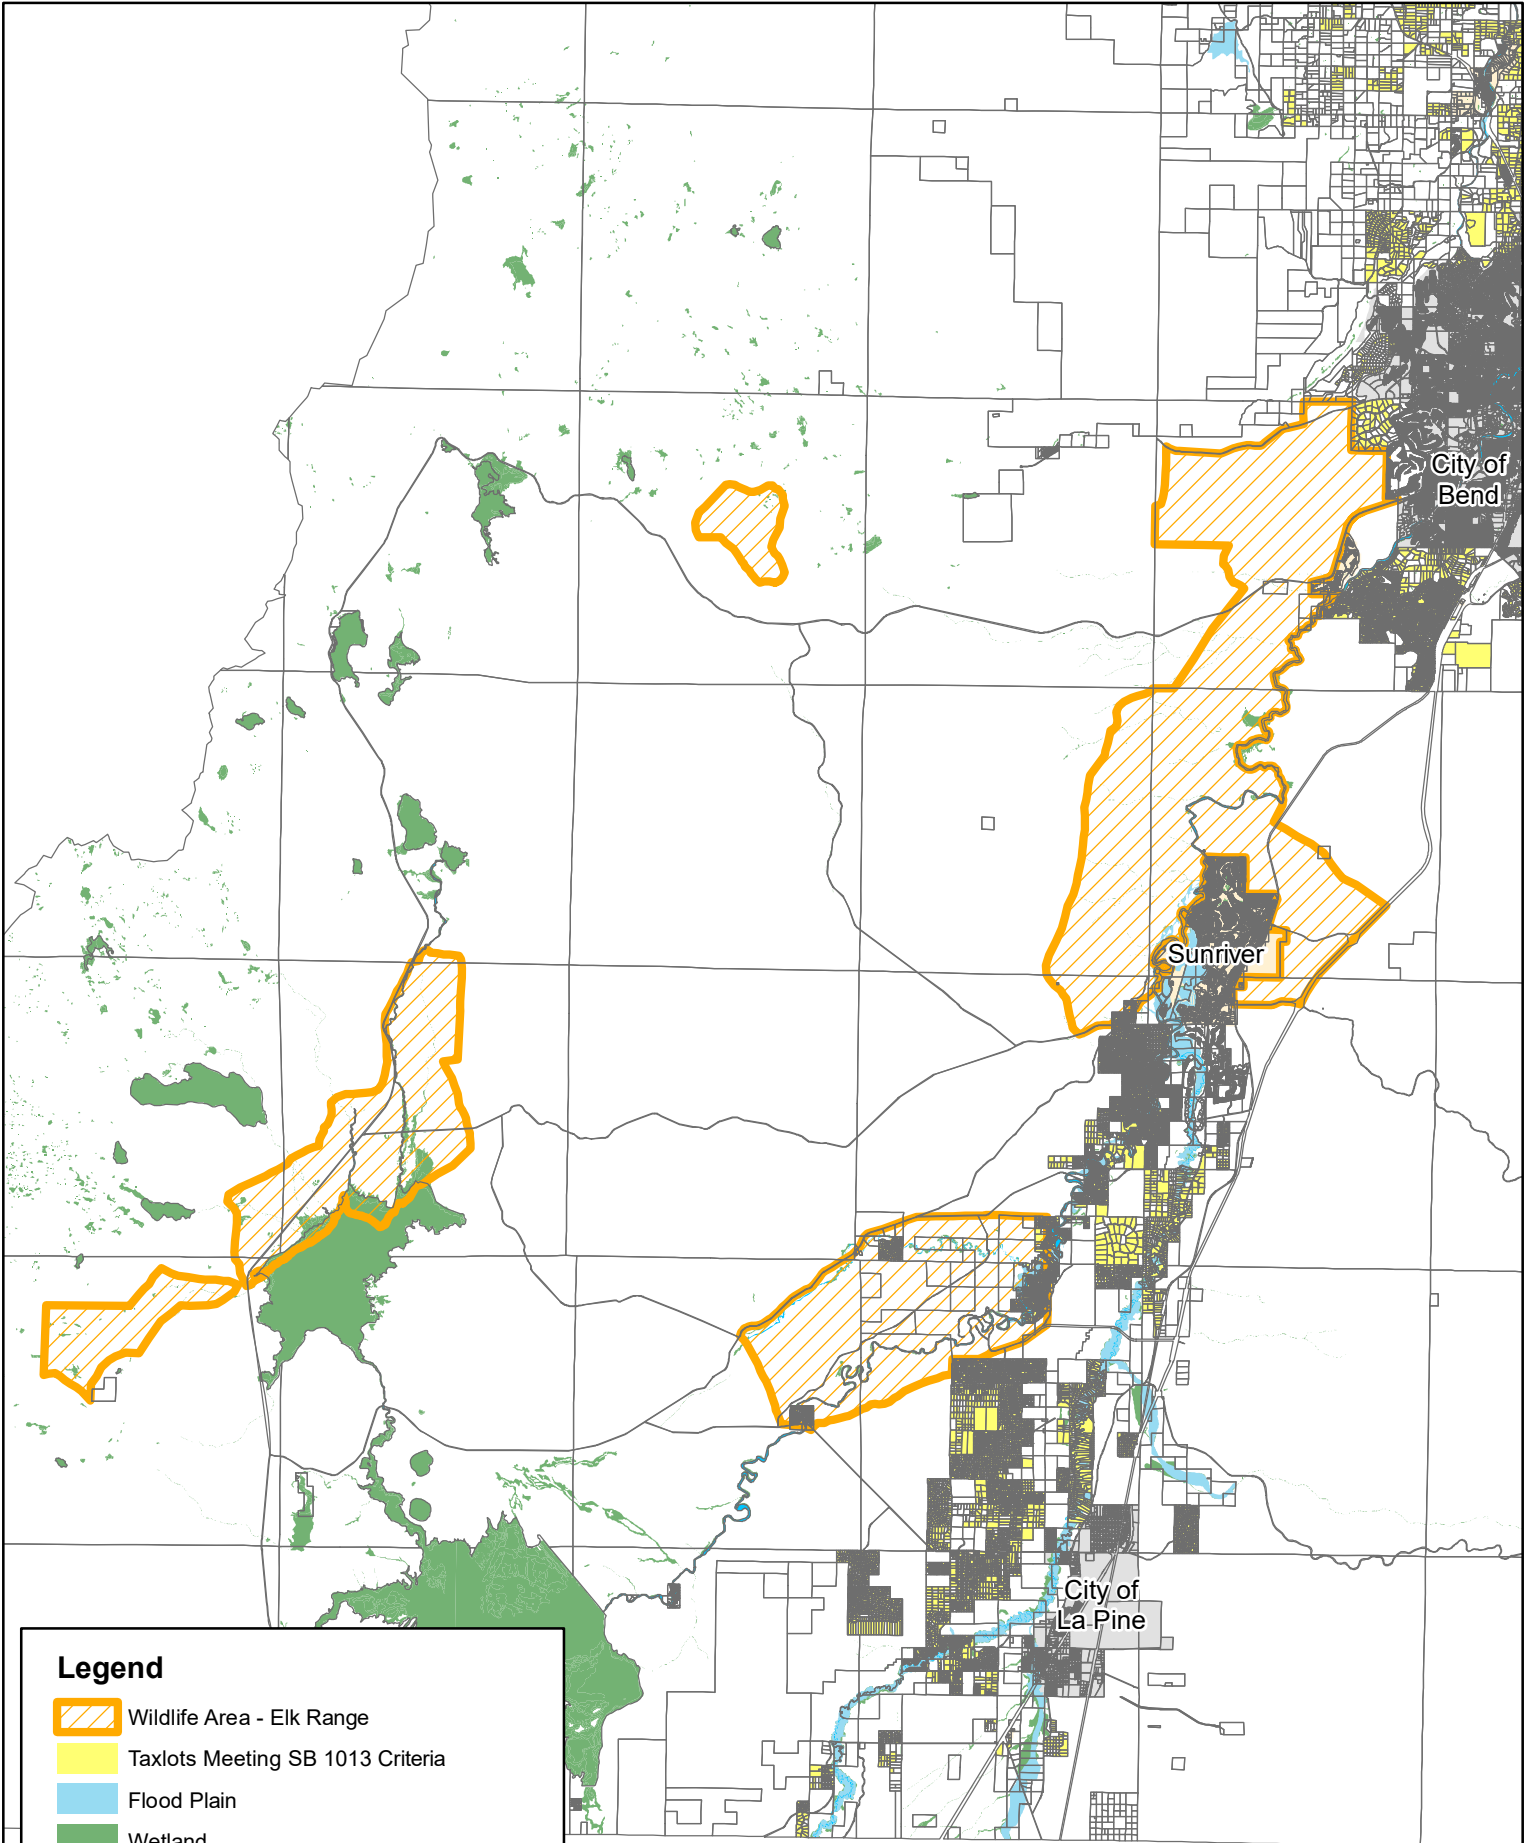 City of
Bend
Sunriver
City of
La Pine
Legend
Wildlife Area - Elk Range
Taxlots Meeting SB 1013 Criteria
Flood Plain
Wetland